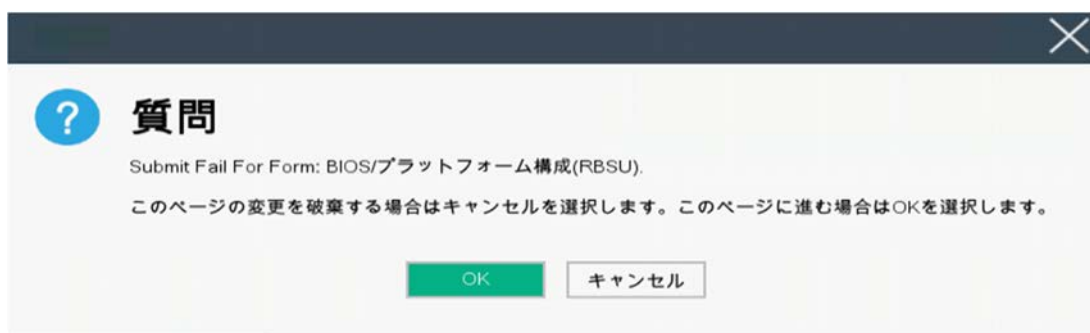 質問
Submit Fail For Form: BIOS/プラットフォーム構成(RBSU).
このページの変更を破棄する場合はキャンセルを選択します。このページに進む場合はOKを選択します。
OK
キャンセル